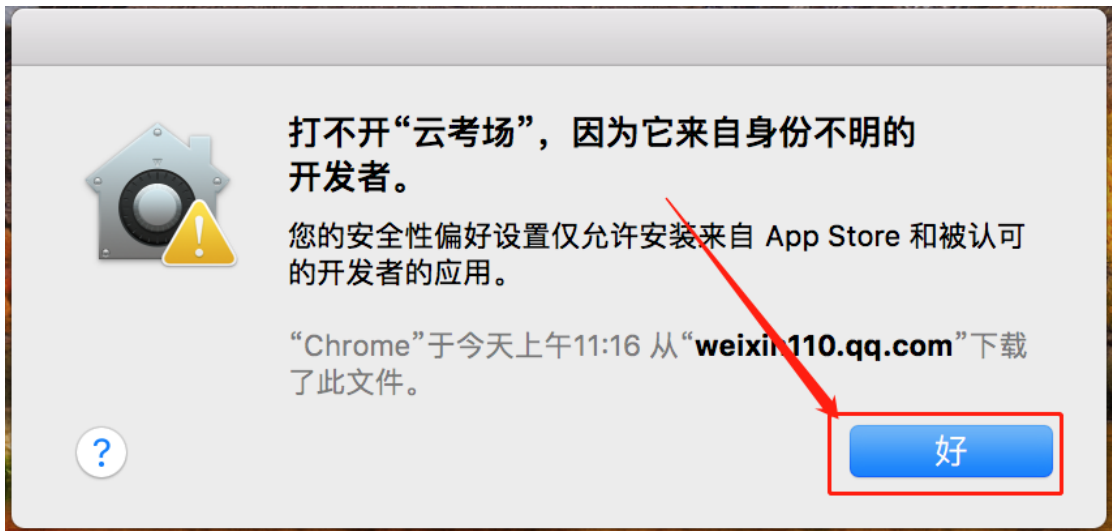 打不开“云考场”，因为它来自身份不明的
开发者。
您的安全性偏好设置仅允许安装来自 App Store 和被认可
的开发者的应用。
“Chrome”于今天上午11:16 从“weixin110.qq.com”下载
了此文件。
?
好